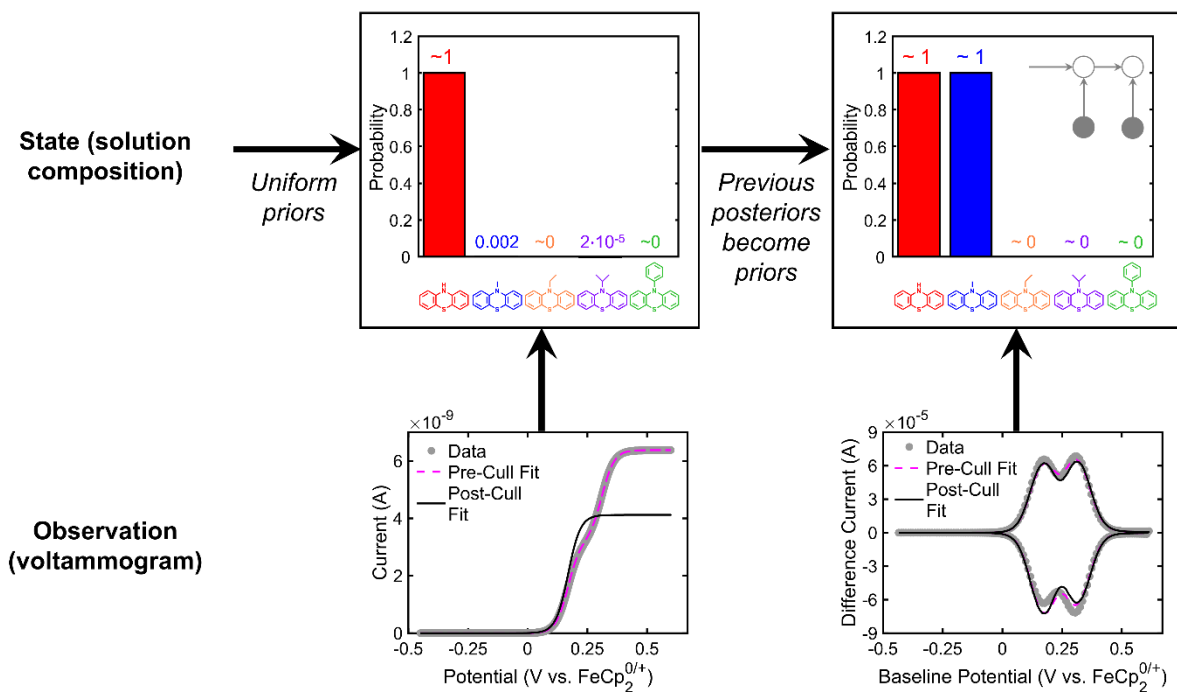 State (solution
composition)
Uniform
priors
Probability
1.2
1
0.8
0.6
0.4
0.2
0
~1
0.002
~0
2·10⁻⁵
~0
H
N
S
N
S
N
S
N
S
N
S
Previous
posteriors
become
priors
Probability
1.2
1
0.8
0.6
0.4
0.2
0
~ 1
~ 1
~ 0
~ 0
~ 0
H
N
S
N
S
N
S
N
S
N
S
Observation
(voltammogram)
×10⁻⁹
Current (A)
6
4
2
0
Data
Pre-Cull Fit
Post-Cull
Fit
-0.5
-0.25
0
0.25
0.5
Potential (V vs. FeCp₂⁰ᐟ⁺)
×10⁻⁵
Difference Current (A)
9
6
3
0
-3
-6
-9
Data
Pre-Cull Fit
Post-Cull
Fit
-0.5
-0.25
0
0.25
0.5
Baseline Potential (V vs. FeCp₂⁰ᐟ⁺)